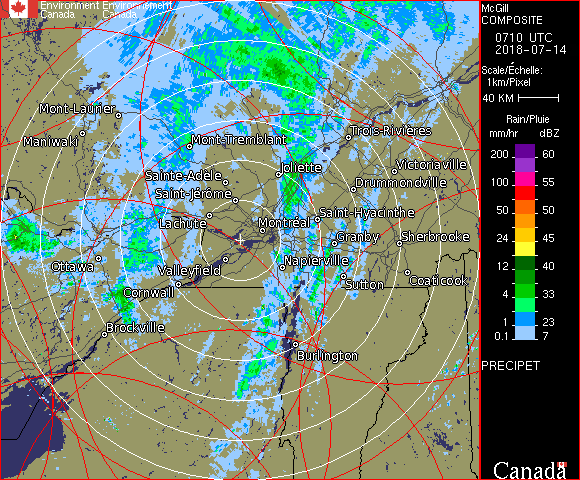 Environment Environnement
Canada Canada
McGill
COMPOSITE
0710 UTC
2018-07-14
Scale/Échelle:
1km/Pixel
40 KM
Rain/Pluie
mm/hr dBZ
200 60
100 55
50 50
24 45
12 40
4 33
1 23
0.1 7
PRECIPET
Canada
Mont-Laurier
Maniwaki
Mont-Tremblant
Trois-Rivières
Victoriaville
Joliette
Sainte-Adèle
Drummondville
Saint-Jérôme
Saint-Hyacinthe
Lachute
Montréal
Granby
Sherbrooke
Ottawa
Valleyfield
Napierville
Coaticook
Sutton
Cornwall
Brockville
Burlington